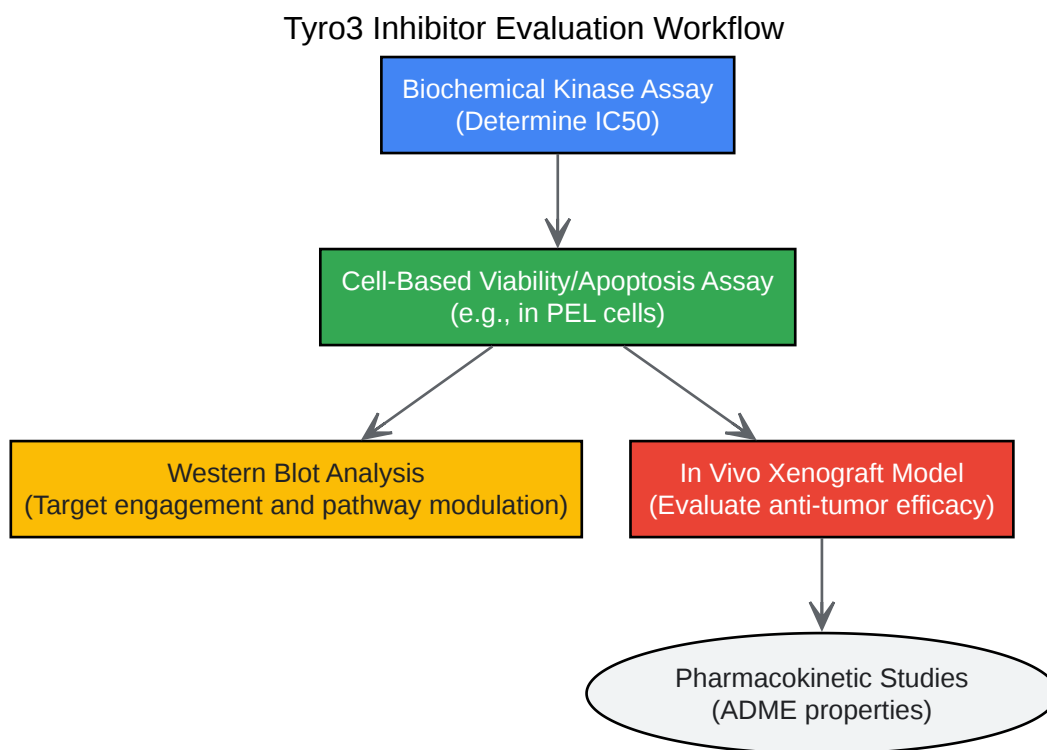 Tyro3 Inhibitor Evaluation Workflow
Biochemical Kinase Assay
(Determine IC50)
Cell-Based Viability/Apoptosis Assay
(e.g., in PEL cells)
Western Blot Analysis
(Target engagement and pathway modulation)
In Vivo Xenograft Model
(Evaluate anti-tumor efficacy)
Pharmacokinetic Studies
(ADME properties)